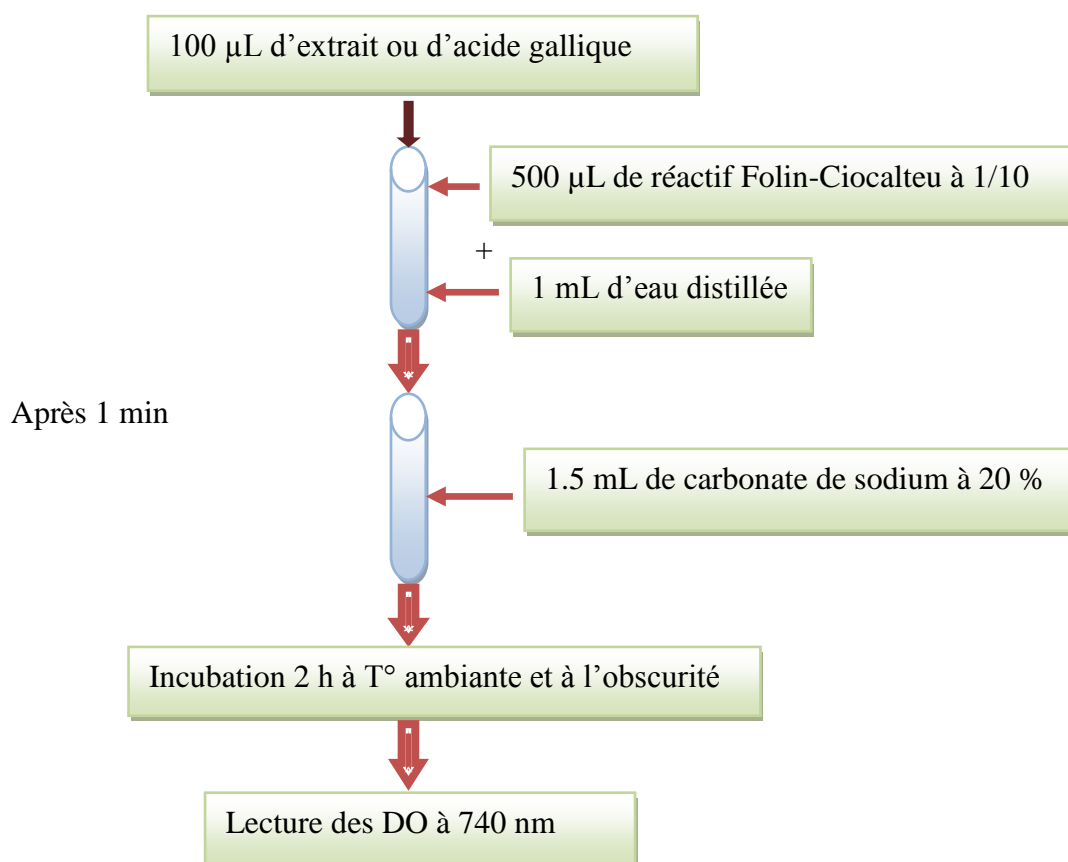 100 µL d’extrait ou d’acide gallique
500 µL de réactif Folin-Ciocalteu à 1/10
+
1 mL d’eau distillée
Après 1 min
1.5 mL de carbonate de sodium à 20 %
Incubation 2 h à T° ambiante et à l’obscurité
Lecture des DO à 740 nm